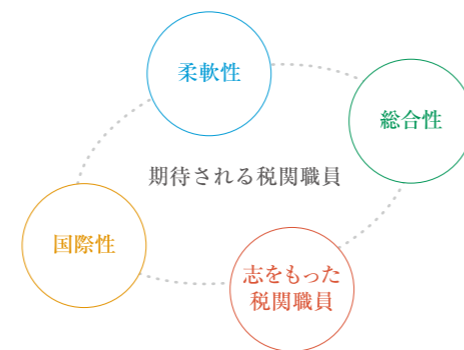 柔軟性
総合性
期待される税関職員
国際性
志をもった
税関職員